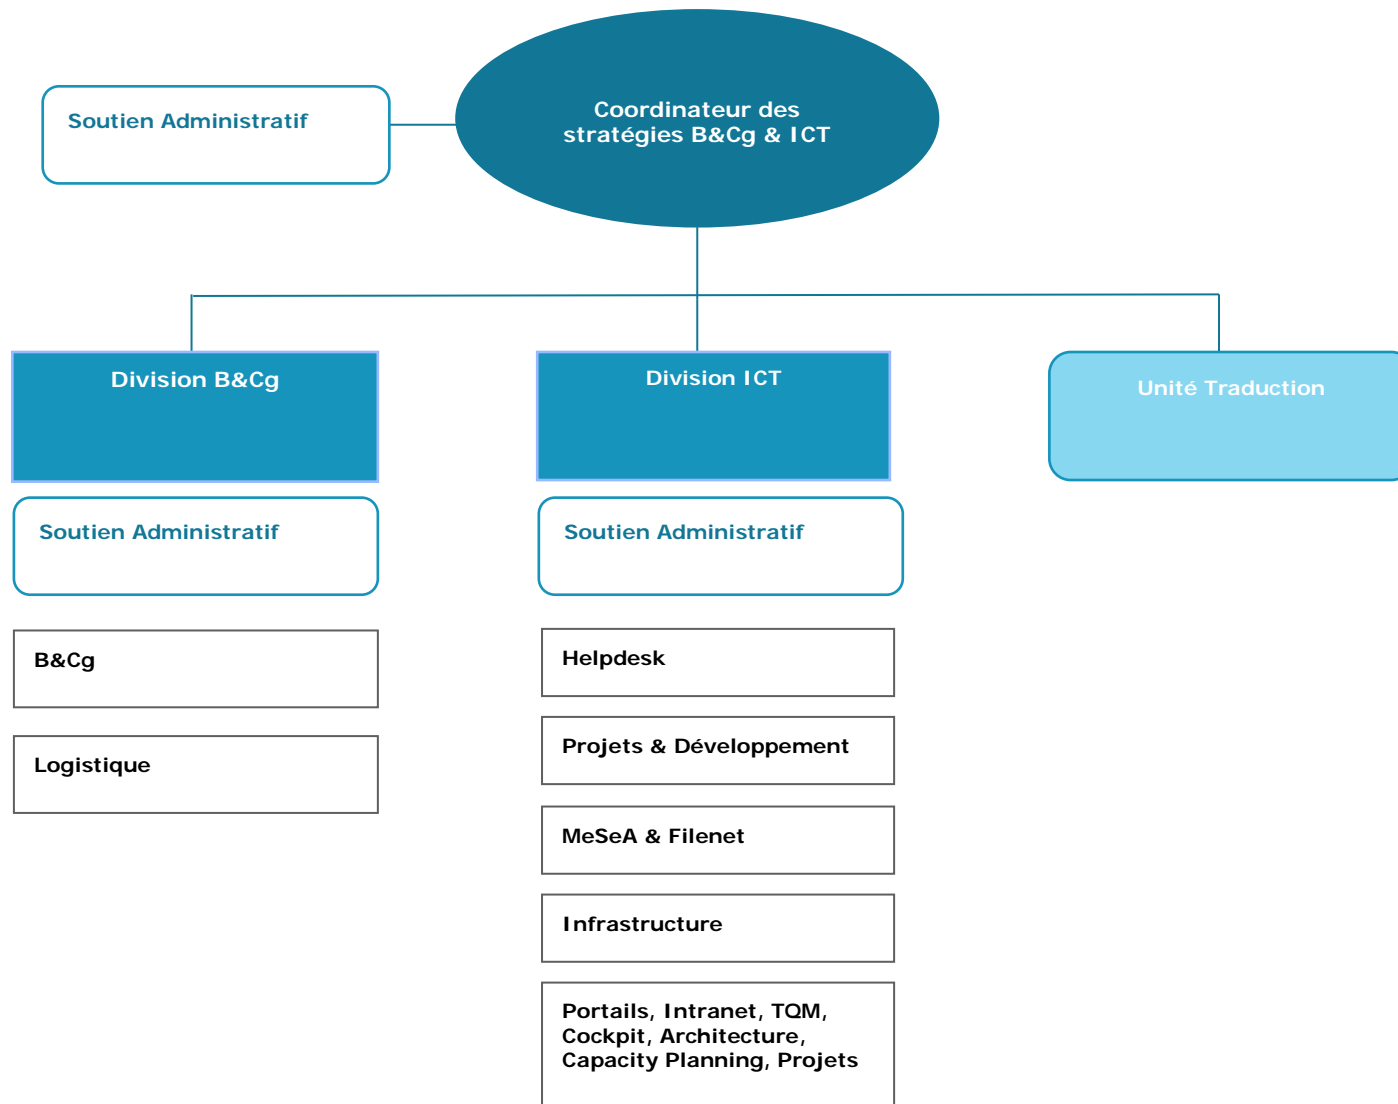 Soutien Administratif
Coordinateur des
stratégies B&Cg & ICT
Division B&Cg
Division ICT
Unité Traduction
Soutien Administratif
Soutien Administratif
B&Cg
Logistique
Helpdesk
Projets & Développement
MeSeA & Filenet
Infrastructure
Portails, Intranet, TQM,
Cockpit, Architecture,
Capacity Planning, Projets